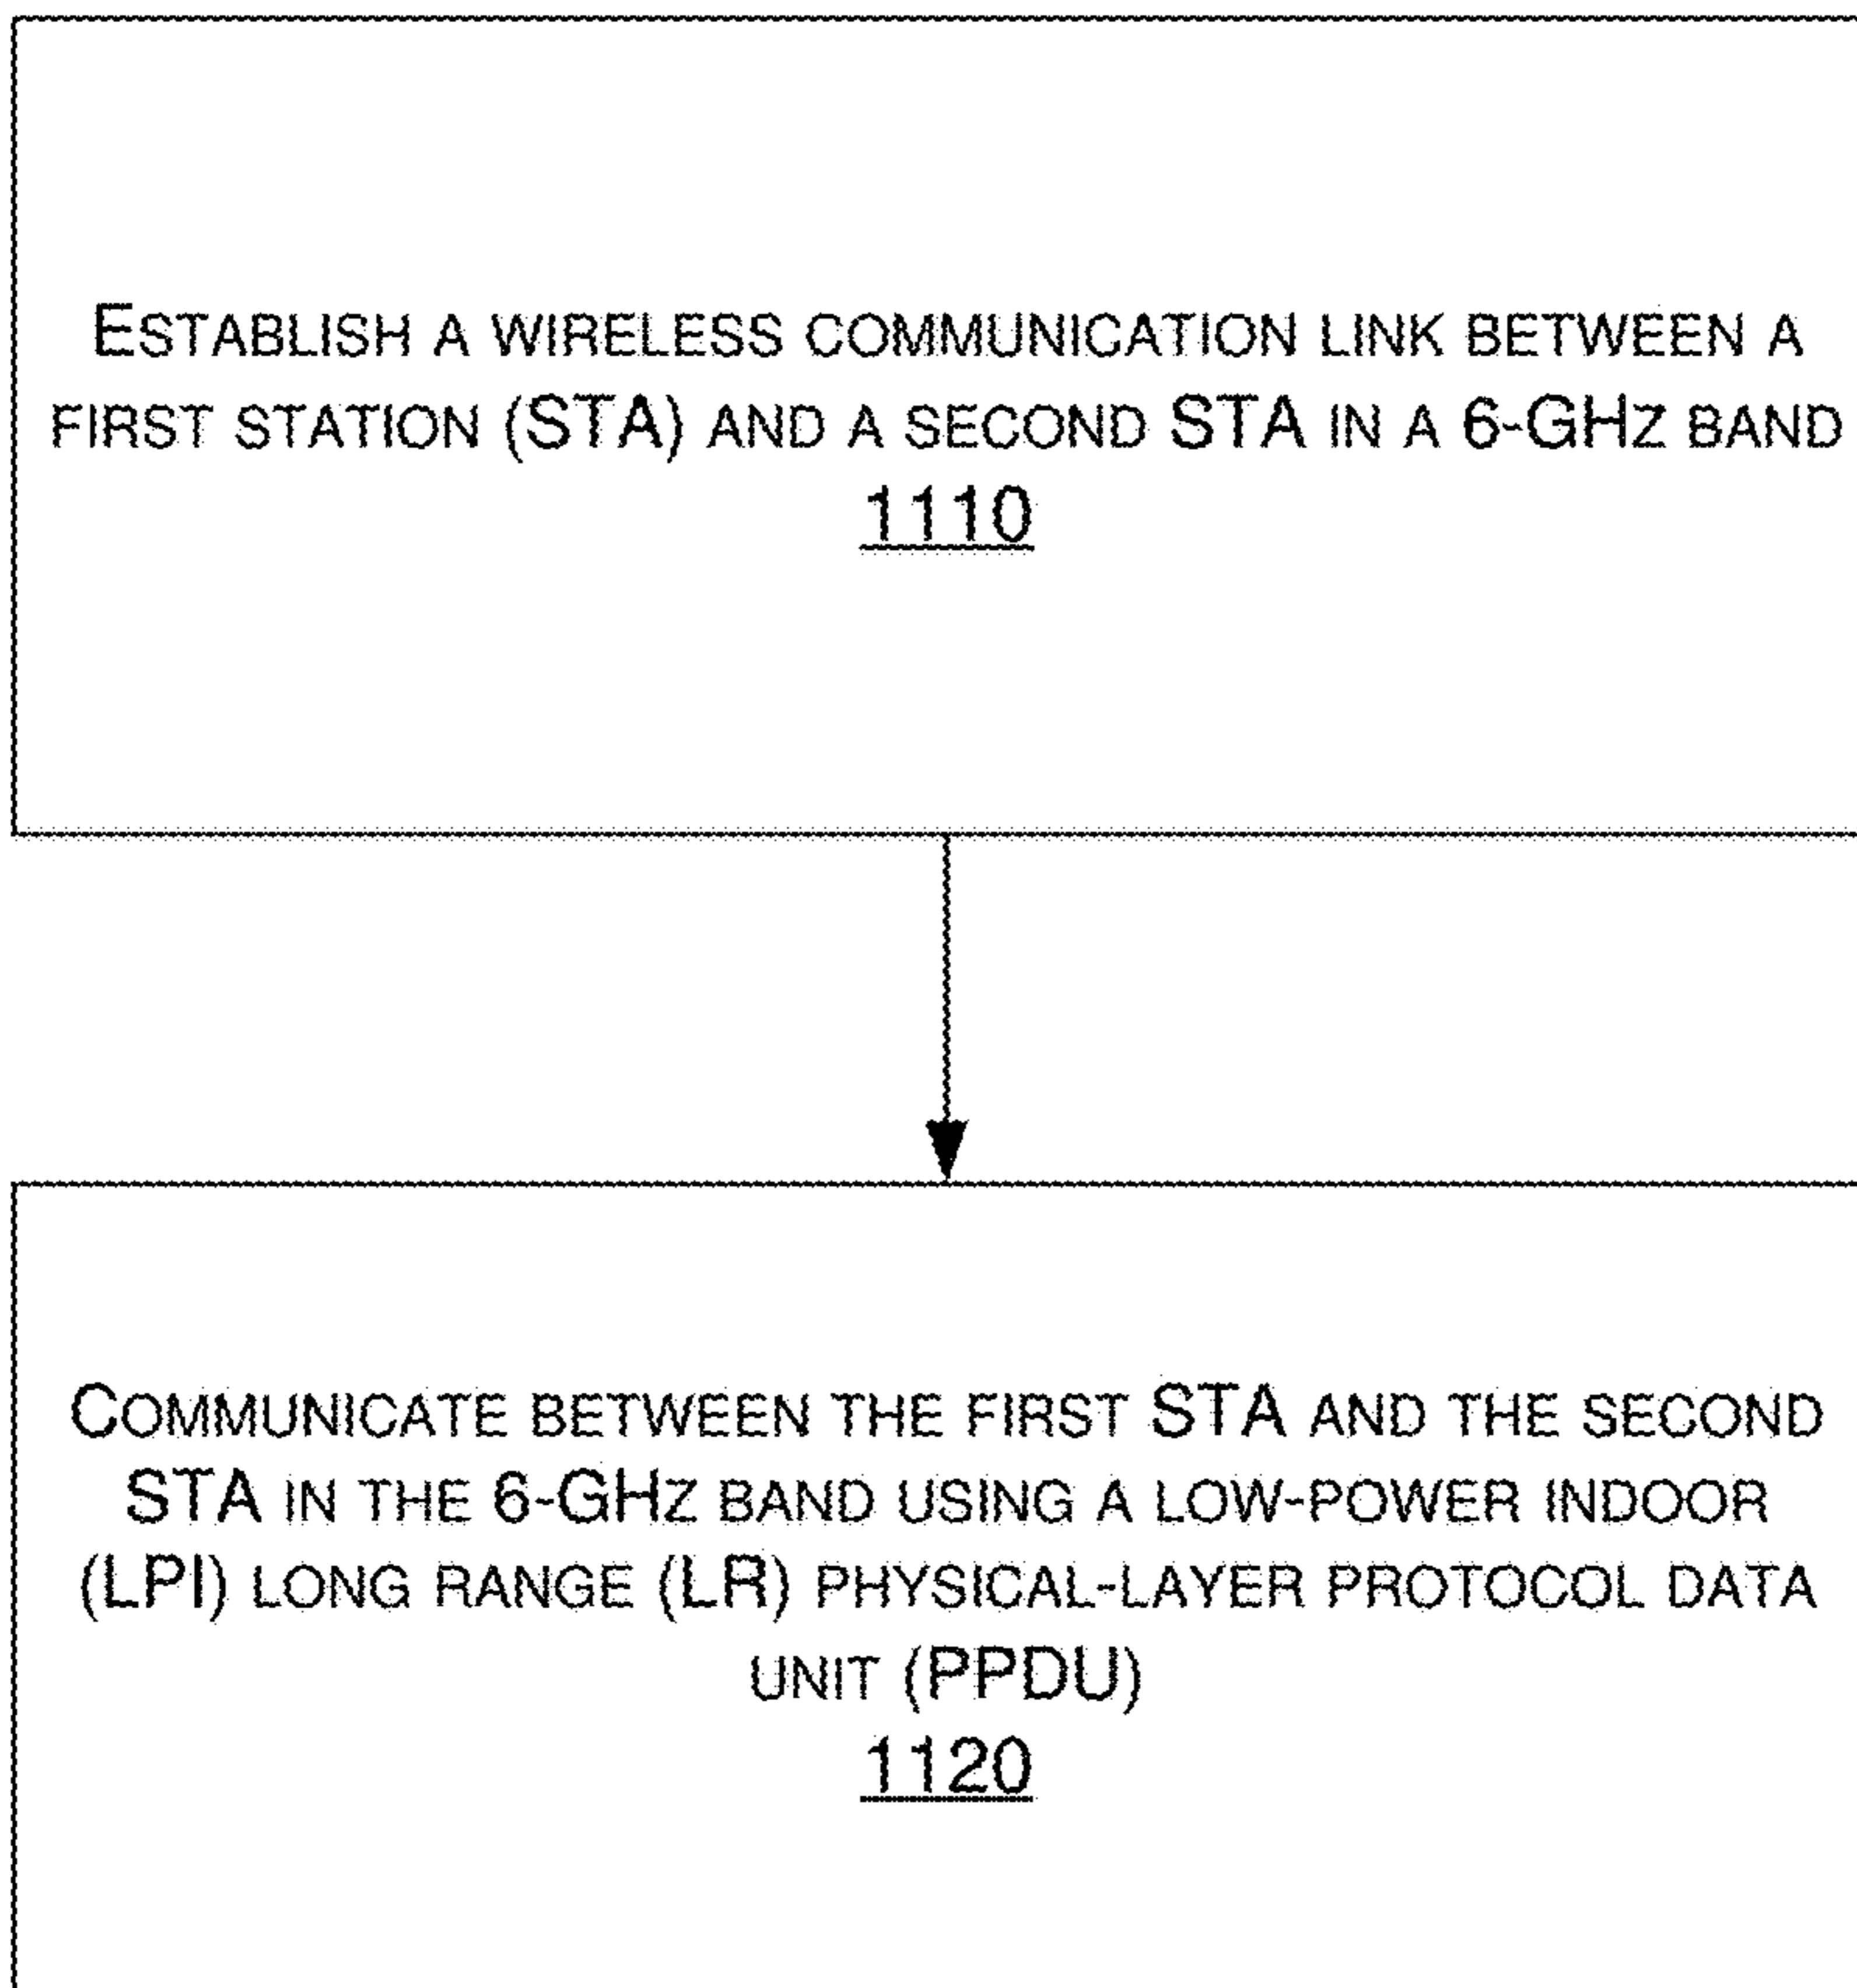 ESTABLISH A WIRELESS COMMUNICATION LINK BETWEEN A
FIRST STATION (STA) AND A SECOND STA IN A 6-GHZ BAND
1110
COMMUNICATE BETWEEN THE FIRST STA AND THE SECOND
STA IN THE 6-GHZ BAND USING A LOW-POWER INDOOR
(LPI) LONG RANGE (LR) PHYSICAL-LAYER PROTOCOL DATA
UNIT (PPDU)
1120